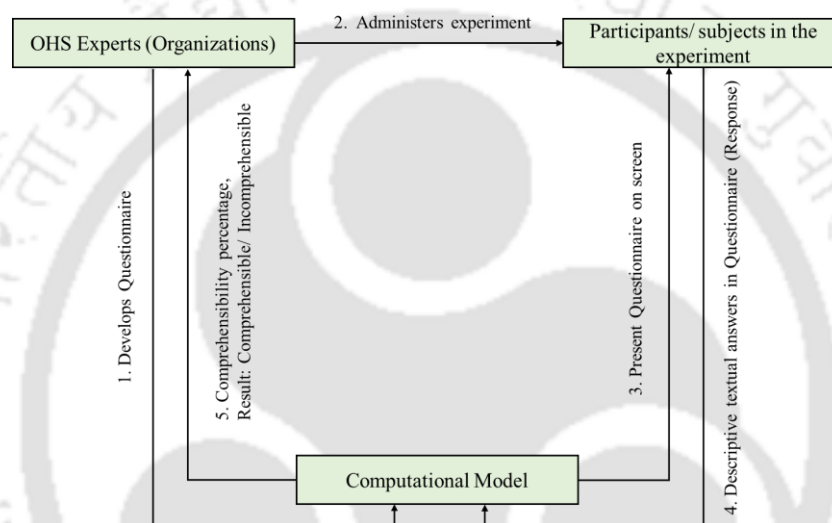 2. Administers experiment
OHS Experts (Organizations)
Participants/ subjects in the
experiment
1. Develops Questionnaire
5. Comprehensibility percentage,
Result: Comprehensible/ Incomprehensible
3. Present Questionnaire on screen
4. Descriptive textual answers in Questionnaire (Response)
Computational Model